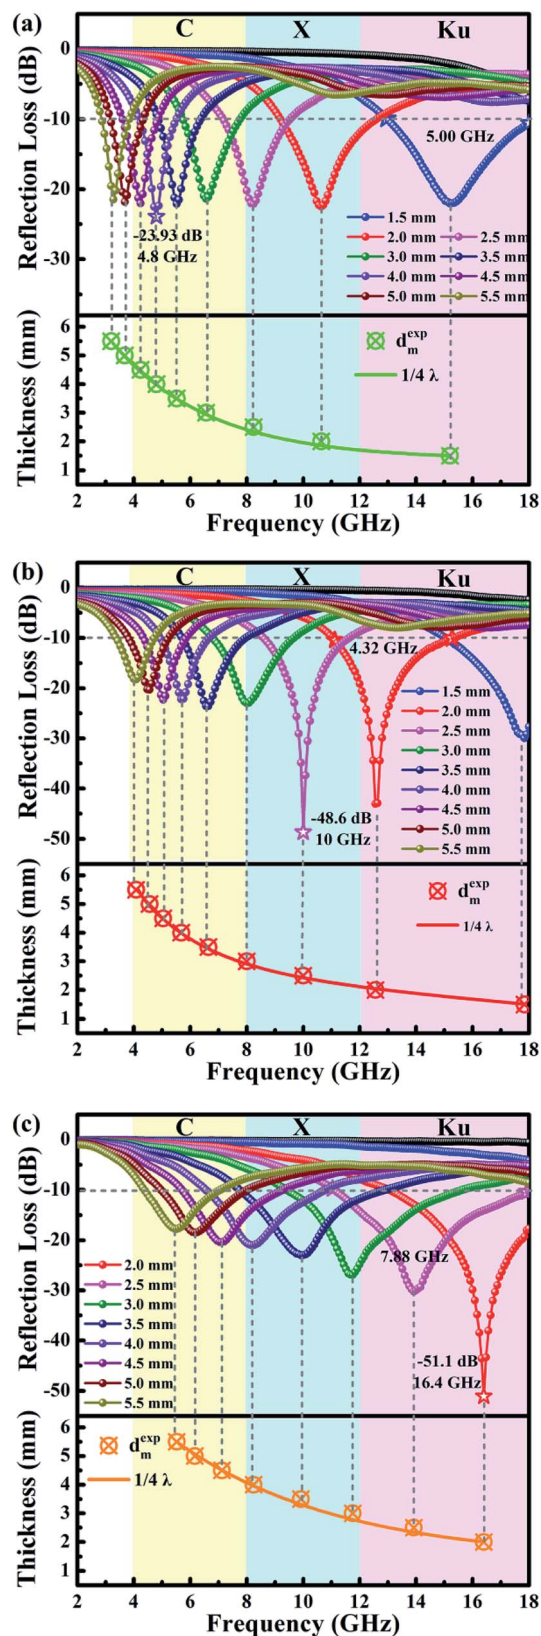 (a)
C X Ku
0
-10
-20
-30
Reflection Loss (dB)
5.00 GHz
-23.93 dB
4.8 GHz
1.5 mm
2.0 mm 2.5 mm
3.0 mm 3.5 mm
4.0 mm 4.5 mm
5.0 mm 5.5 mm
6
5
4
3
2
1
Thickness (mm)
d_m^exp
1/4 λ
2 4 6 8 10 12 14 16 18
Frequency (GHz)
(b)
C X Ku
0
-10
-20
-30
-40
-50
Reflection Loss (dB)
4.32 GHz
-48.6 dB
10 GHz
1.5 mm
2.0 mm
2.5 mm
3.0 mm
3.5 mm
4.0 mm
4.5 mm
5.0 mm
5.5 mm
6
5
4
3
2
1
Thickness (mm)
d_m^exp
1/4 λ
2 4 6 8 10 12 14 16 18
Frequency (GHz)
(c)
C X Ku
0
-10
-20
-30
-40
-50
Reflection Loss (dB)
7.88 GHz
-51.1 dB
16.4 GHz
2.0 mm
2.5 mm
3.0 mm
3.5 mm
4.0 mm
4.5 mm
5.0 mm
5.5 mm
6
5
4
3
2
1
Thickness (mm)
d_m^exp
1/4 λ
2 4 6 8 10 12 14 16 18
Frequency (GHz)